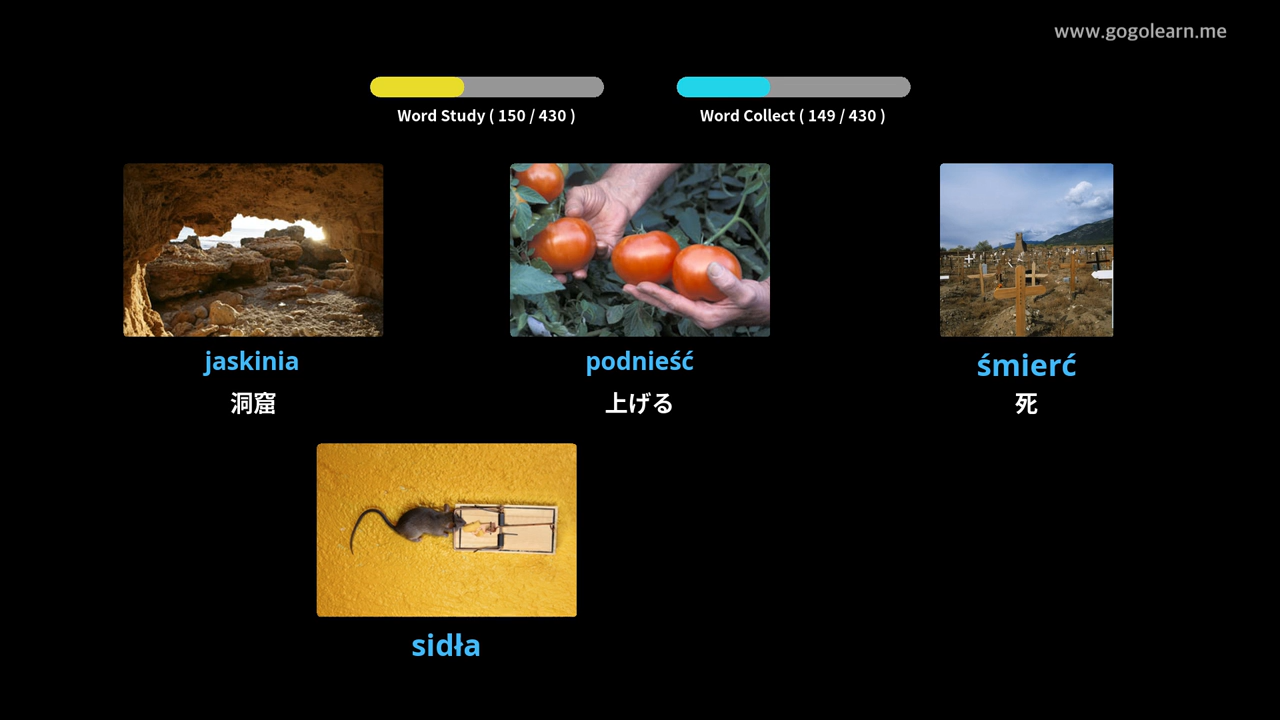 www.gogolearn.me
Word Study ( 150 / 430 )
Word Collect ( 149 / 430 )
jaskinia
podnieść
śmierć
洞窟
上げる
死
sidła